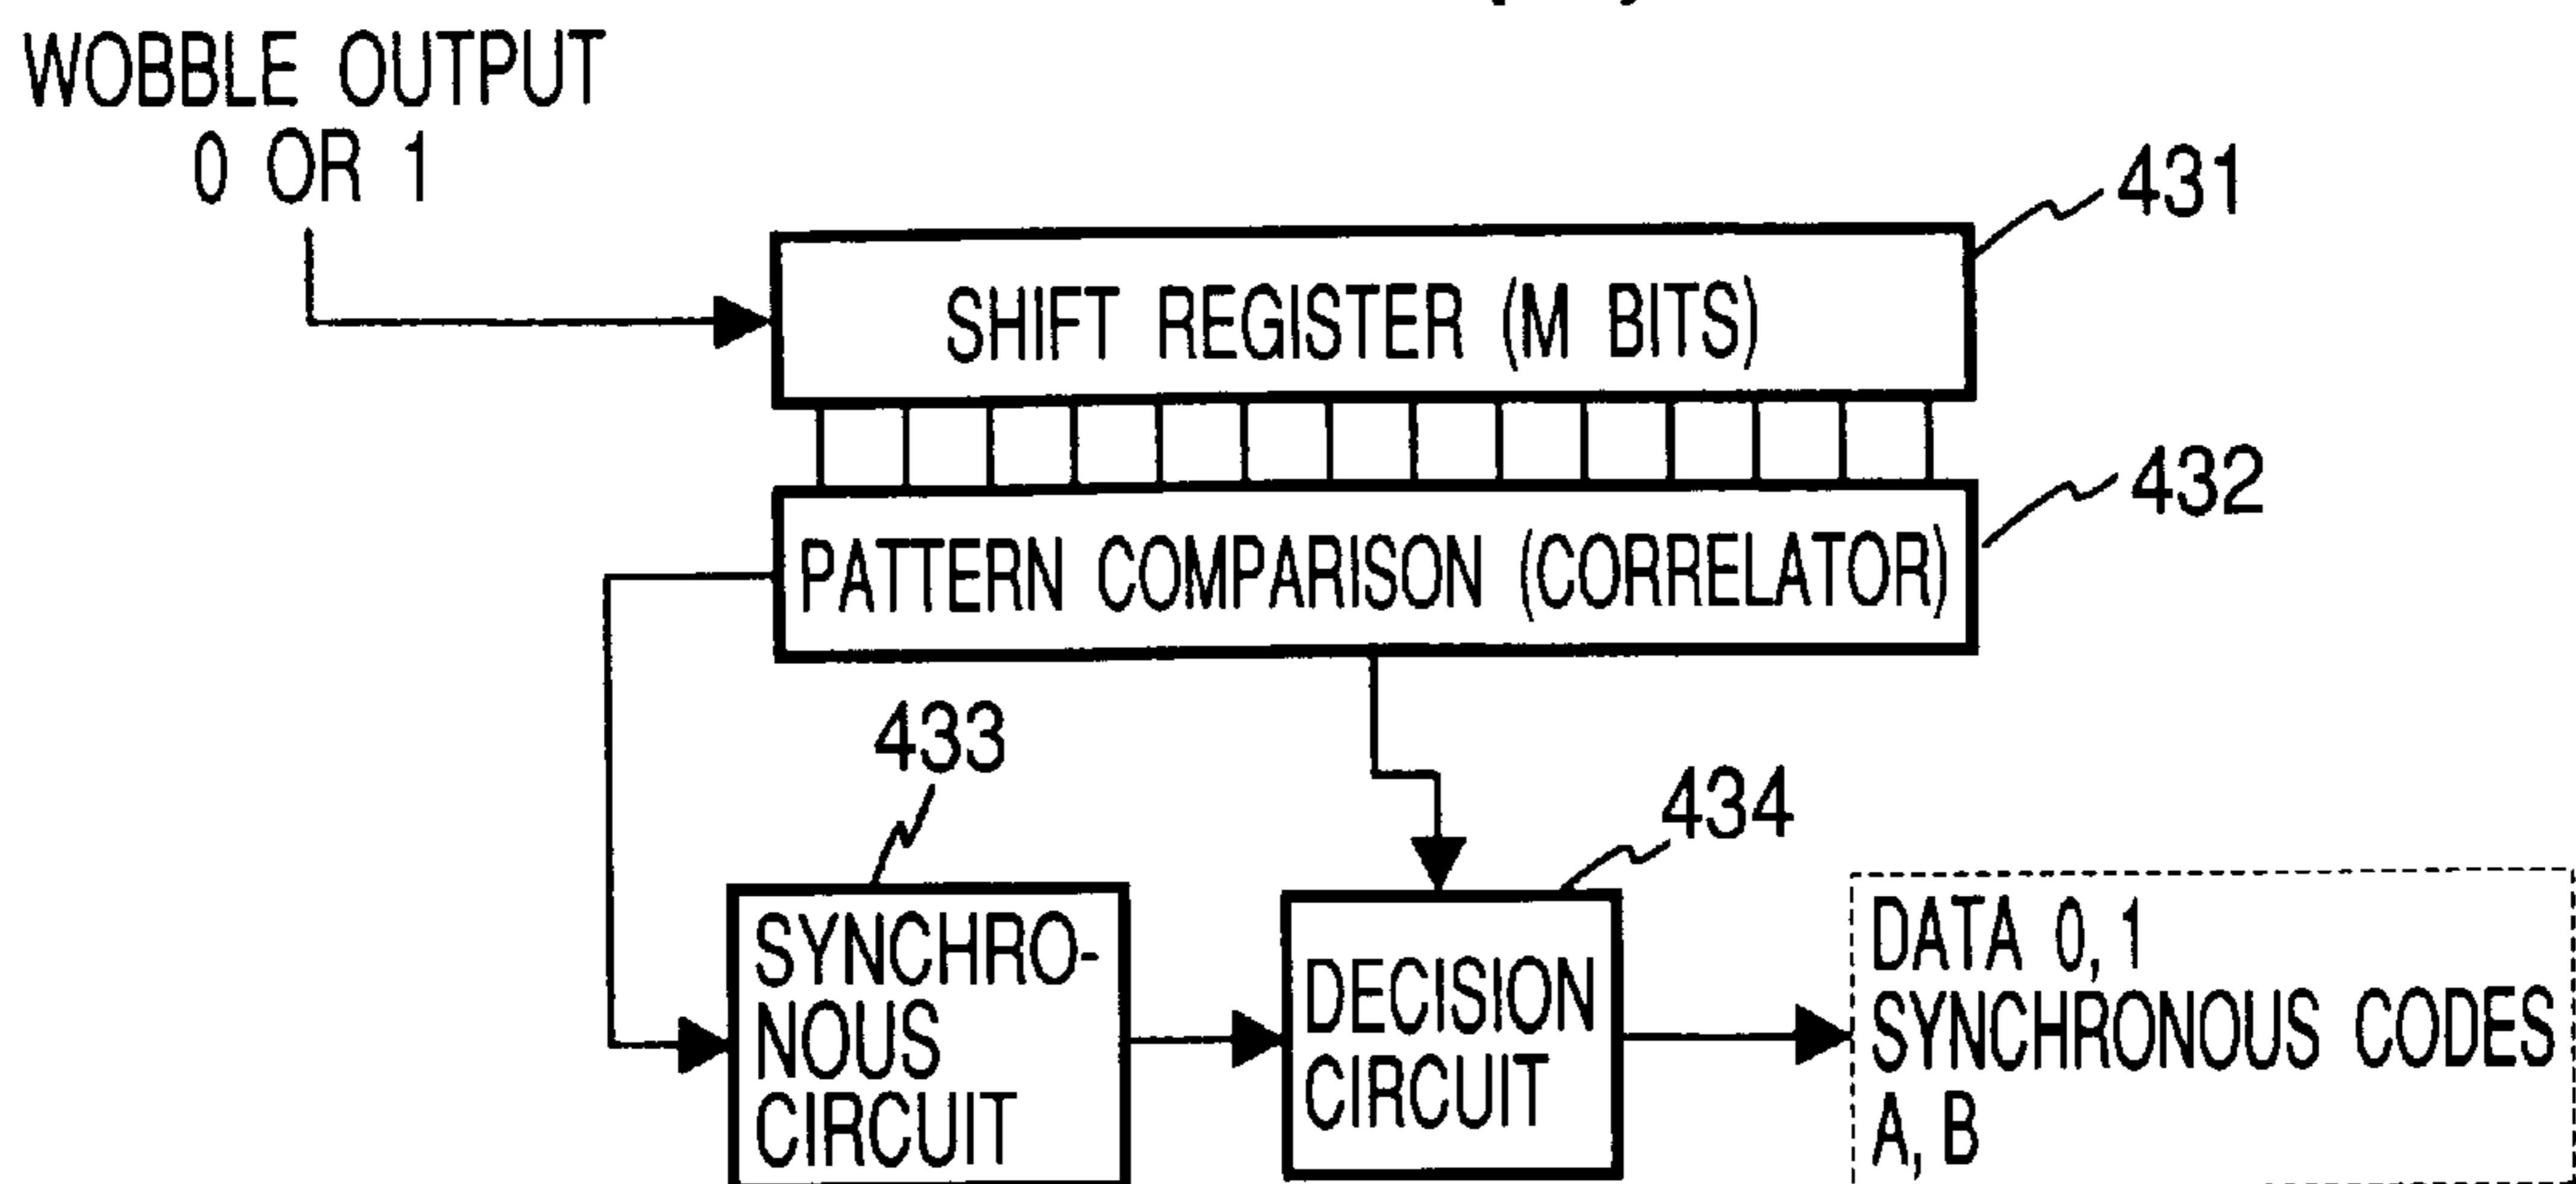 WOBBLE OUTPUT
0 OR 1
431
SHIFT REGISTER (M BITS)
432
PATTERN COMPARISON (CORRELATOR)
433
434
SYNCHRO-
NOUS
CIRCUIT
DECISION
CIRCUIT
DATA 0, 1
SYNCHRONOUS CODES
A, B